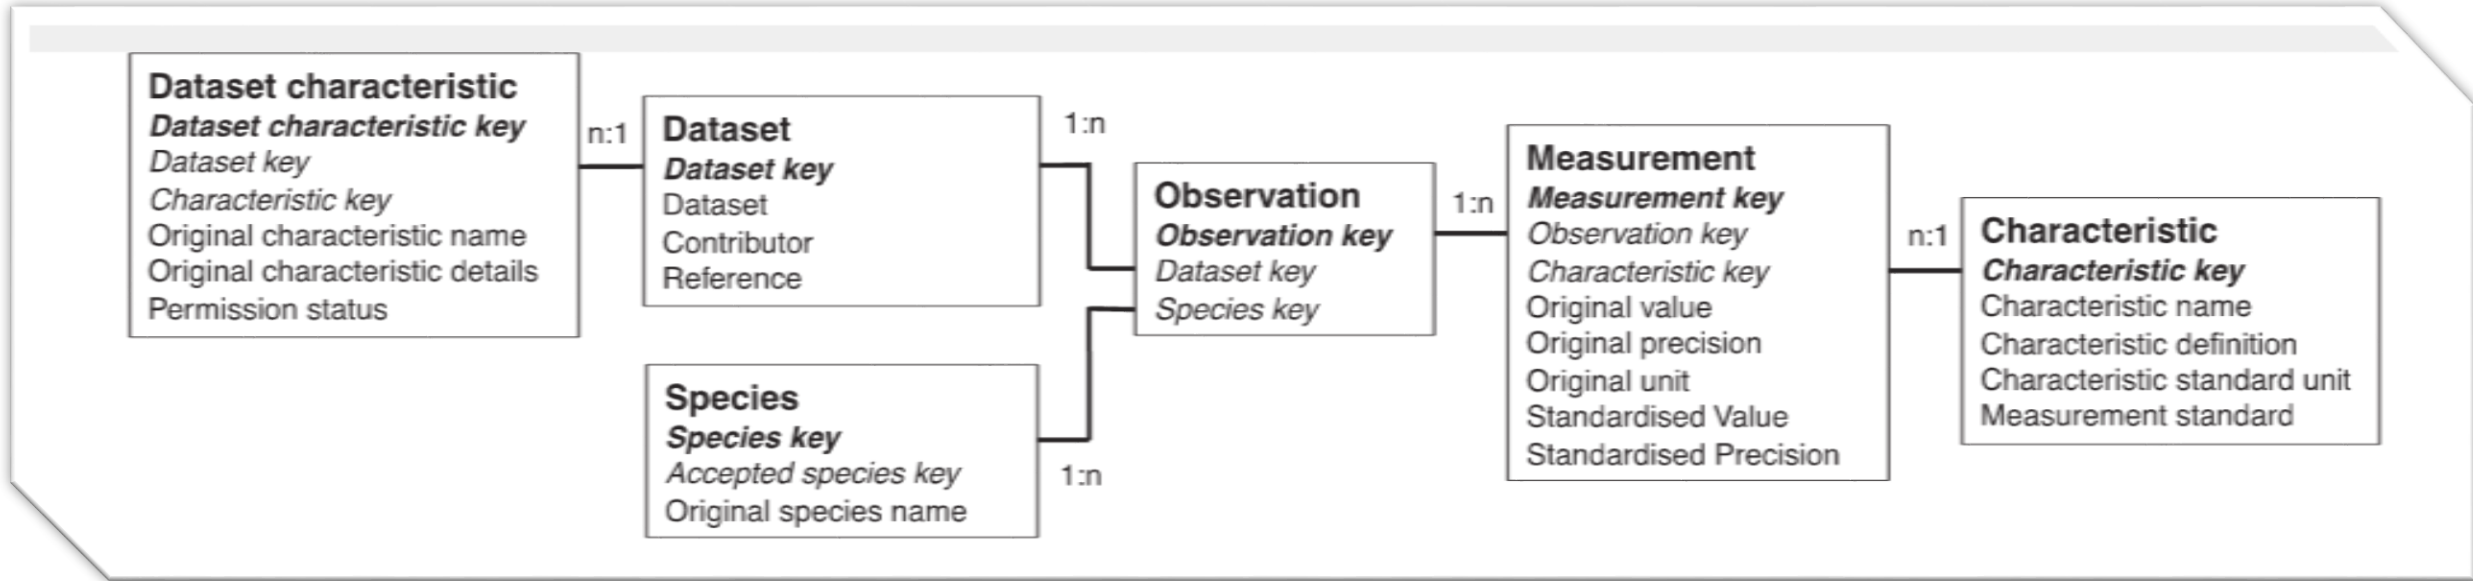 Dataset characteristic
Dataset characteristic key
Dataset key
Characteristic key
Original characteristic name
Original characteristic details
Permission status
n:1
Dataset
Dataset key
Dataset
Contributor
Reference
1:n
Species
Species key
Accepted species key
Original species name
1:n
Observation
Observation key
Dataset key
Species key
1:n
Measurement
Measurement key
Observation key
Characteristic key
Original value
Original precision
Original unit
Standardised Value
Standardised Precision
n:1
Characteristic
Characteristic key
Characteristic name
Characteristic definition
Characteristic standard unit
Measurement standard